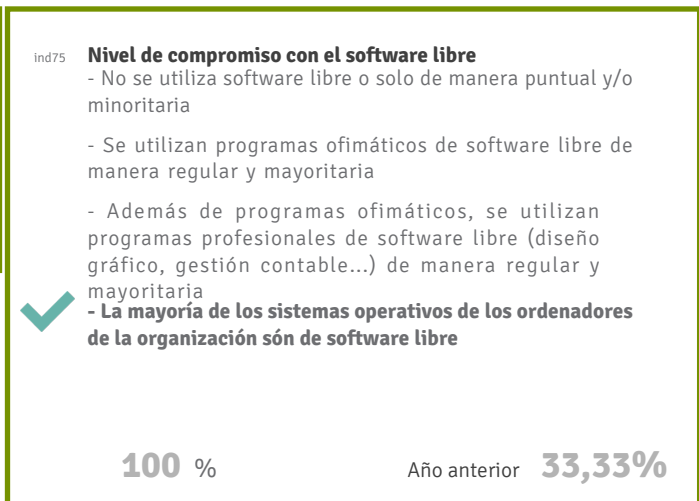 ind75 Nivel de compromiso con el software libre
- No se utiliza software libre o solo de manera puntual y/o
minoritaria
- Se utilizan programas ofimáticos de software libre de
manera regular y mayoritaria
- Además de programas ofimáticos, se utilizan
programas profesionales de software libre (diseño
gráfico, gestión contable...) de manera regular y
mayoritaria
- La mayoría de los sistemas operativos de los ordenadores
de la organización són de software libre
100 % Año anterior 33,33%